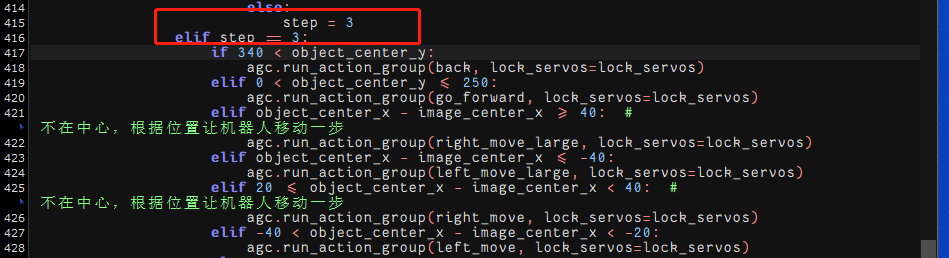 414 else:
415 step = 3
416 elif step == 3:
417 if 340 < object_center_y:
418 agc.run_action_group(back, lock_servos=lock_servos)
419 elif 0 < object_center_y <= 250:
420 agc.run_action_group(go_forward, lock_servos=lock_servos)
421 elif object_center_x - image_center_x >= 40: #
不在中心，根据位置让机器人移动一步
422 agc.run_action_group(right_move_large, lock_servos=lock_servos)
423 elif object_center_x - image_center_x <= -40:
424 agc.run_action_group(left_move_large, lock_servos=lock_servos)
425 elif 20 <= object_center_x - image_center_x < 40: #
不在中心，根据位置让机器人移动一步
426 agc.run_action_group(right_move, lock_servos=lock_servos)
427 elif -40 < object_center_x - image_center_x < -20:
428 agc.run_action_group(left_move, lock_servos=lock_servos)